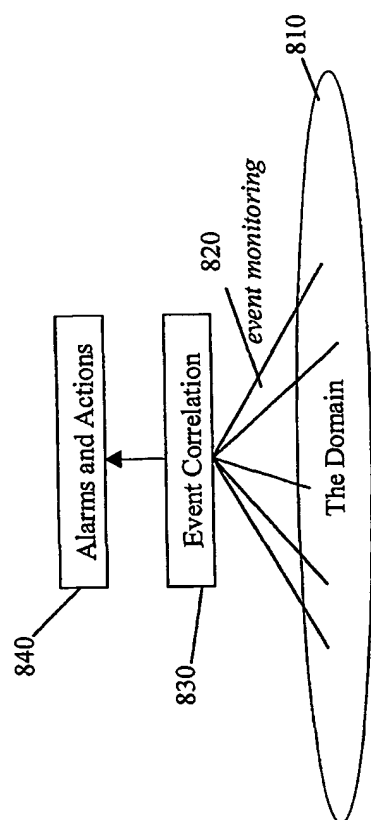 840
Alarms and Actions
830
Event Correlation
820
event monitoring
The Domain
810